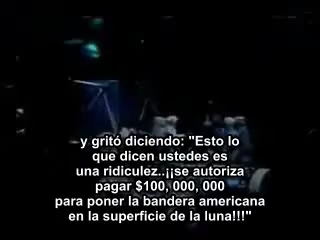 y gritó diciendo: "Esto lo
que dicen ustedes es
una ridiculez..¡¡se autoriza
pagar $100, 000, 000
para poner la bandera americana
en la superficie de la luna!!!"